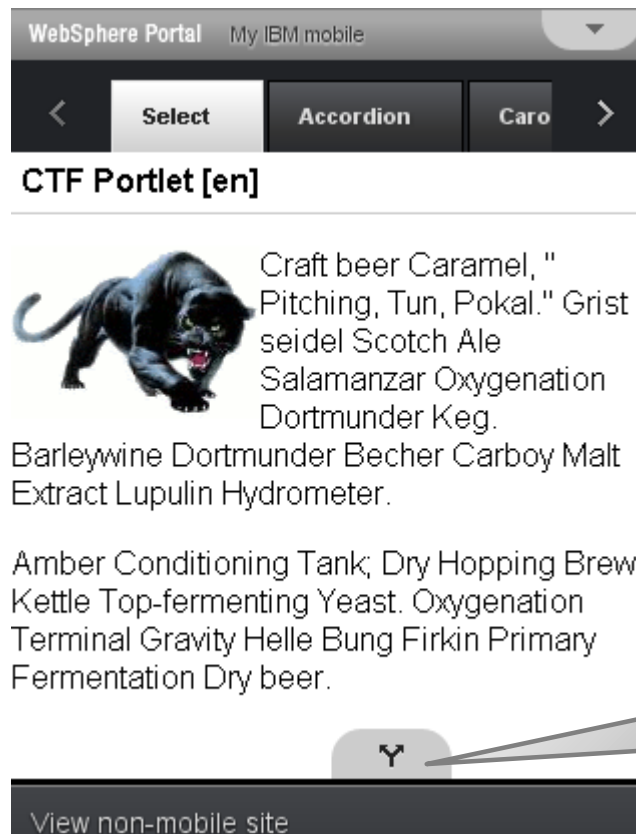 WebSphere Portal My IBM mobile
Select Accordion Caro
CTF Portlet [en]
Craft beer Caramel, "
Pitching, Tun, Pokal." Grist
seidel Scotch Ale
Salamanzar Oxygenation
Dortmunder Keg.
Barleywine Dortmunder Becher Carboy Malt
Extract Lupulin Hydrometer.
Amber Conditioning Tank; Dry Hopping Brew
Kettle Top-fermenting Yeast. Oxygenation
Terminal Gravity Helle Bung Firkin Primary
Fermentation Dry beer.
View non-mobile site